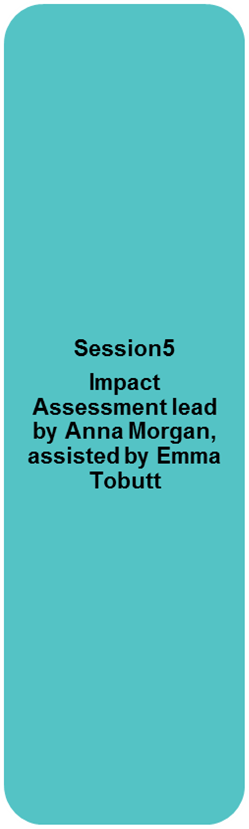 Session5
Impact
Assessment lead
by Anna Morgan,
assisted by Emma
Tobutt